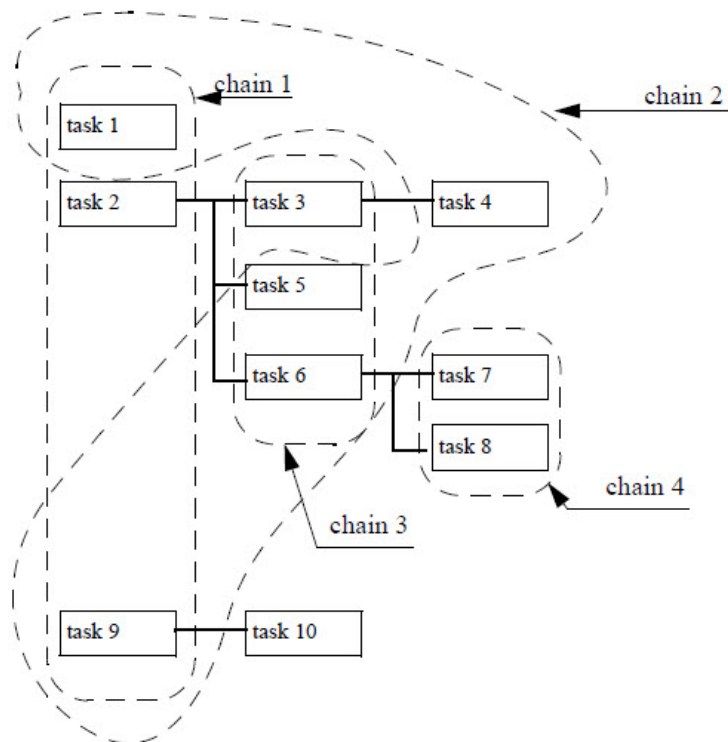 chain 1
chain 2
task 1
task 2
task 3
task 4
task 5
task 6
task 7
task 8
chain 4
chain 3
task 9
task 10